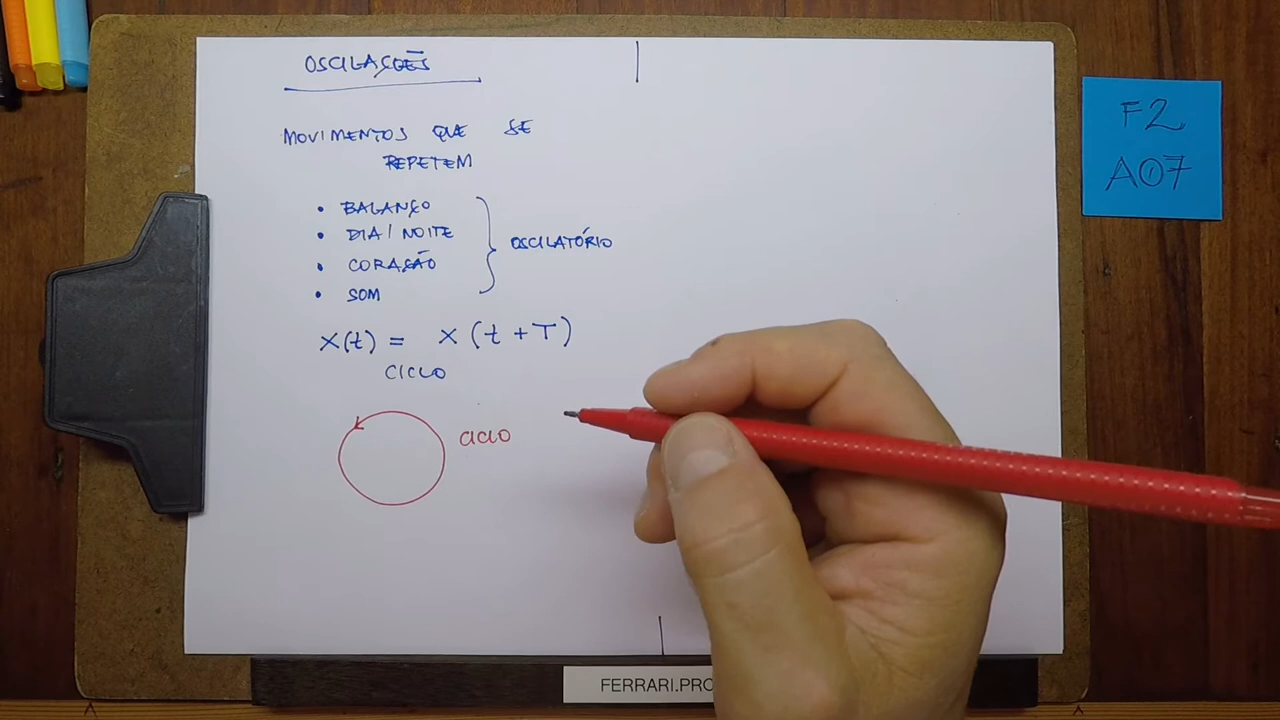 OSCILAÇÕES
MOVIMENTOS QUE SE
REPETEM
• BALANÇO
• DIA/NOITE
• CORAÇÃO
• SOM
OSCILATÓRIO
X(t) = X(t+T)
CICLO
CICLO
F2
A07
FERRARI.PRO